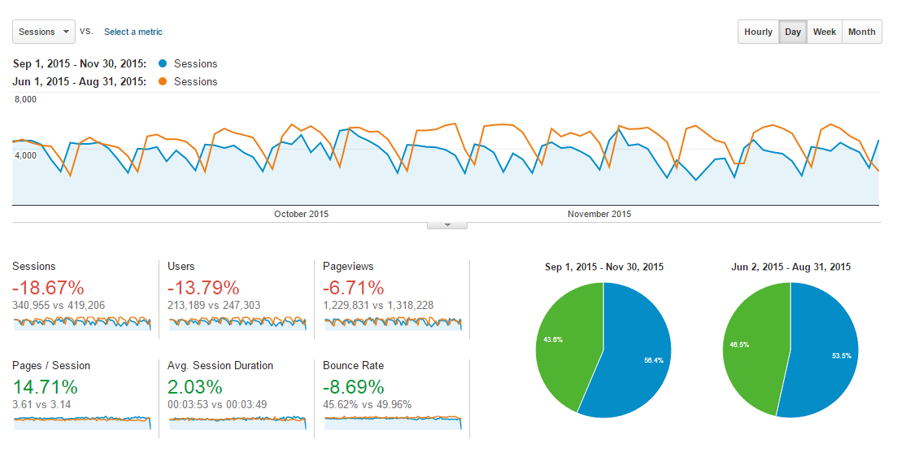 Sessions vs. Select a metric
Hourly Day Week Month
Sep 1, 2015 - Nov 30, 2015: Sessions
Jun 1, 2015 - Aug 31, 2015: Sessions
8,000
4,000
October 2015 November 2015
Sessions
-18.67%
340,955 vs 419,206
Users
-13.79%
213,189 vs 247,303
Pageviews
-6.71%
1,229,831 vs 1,318,228
Pages / Session
14.71%
3.61 vs 3.14
Avg. Session Duration
2.03%
00:03:53 vs 00:03:49
Bounce Rate
-8.69%
45.62% vs 49.96%
Sep 1, 2015 - Nov 30, 2015
43.6%
56.4%
Jun 2, 2015 - Aug 31, 2015
46.5%
53.5%